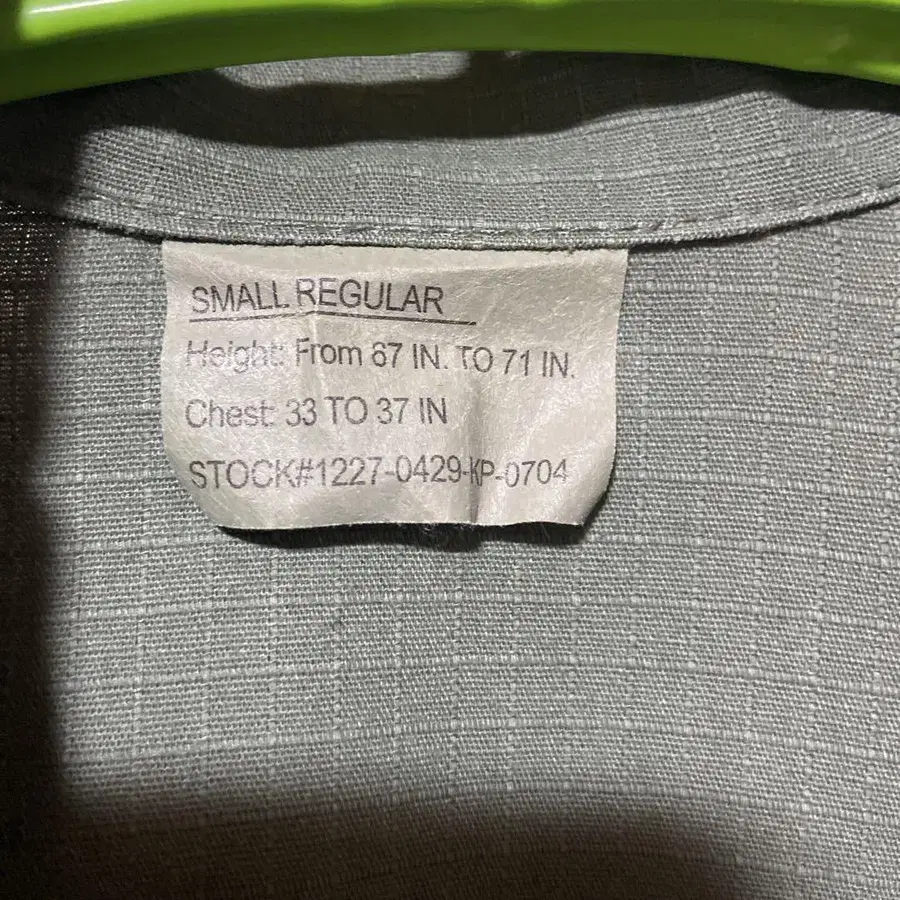 SMALL REGULAR
Height: From 67 IN. TO 71 IN.
Chest: 33 TO 37 IN
STOCK#1227-0429-KP-0704